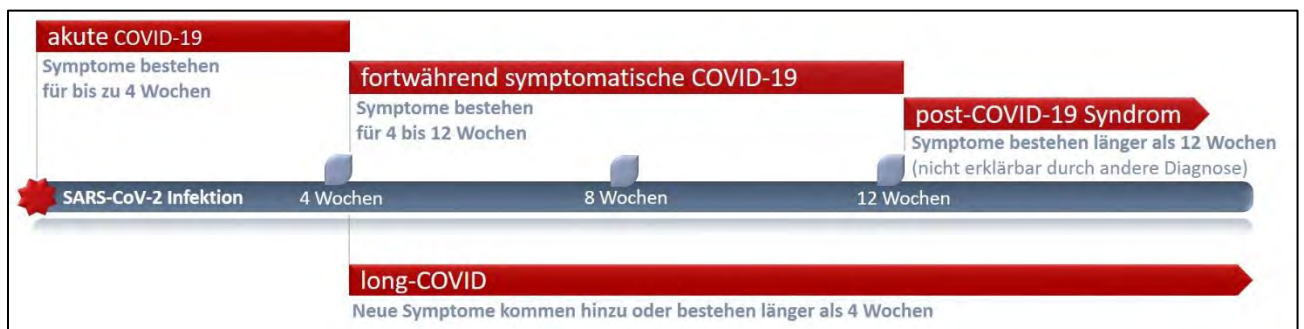 akute COVID-19
Symptome bestehen
für bis zu 4 Wochen
fortwährend symptomatische COVID-19
Symptome bestehen
für 4 bis 12 Wochen
post-COVID-19 Syndrom
Symptome bestehen länger als 12 Wochen
(nicht erklärbar durch andere Diagnose)
SARS-CoV-2 Infektion
4 Wochen
8 Wochen
12 Wochen
long-COVID
Neue Symptome kommen hinzu oder bestehen länger als 4 Wochen